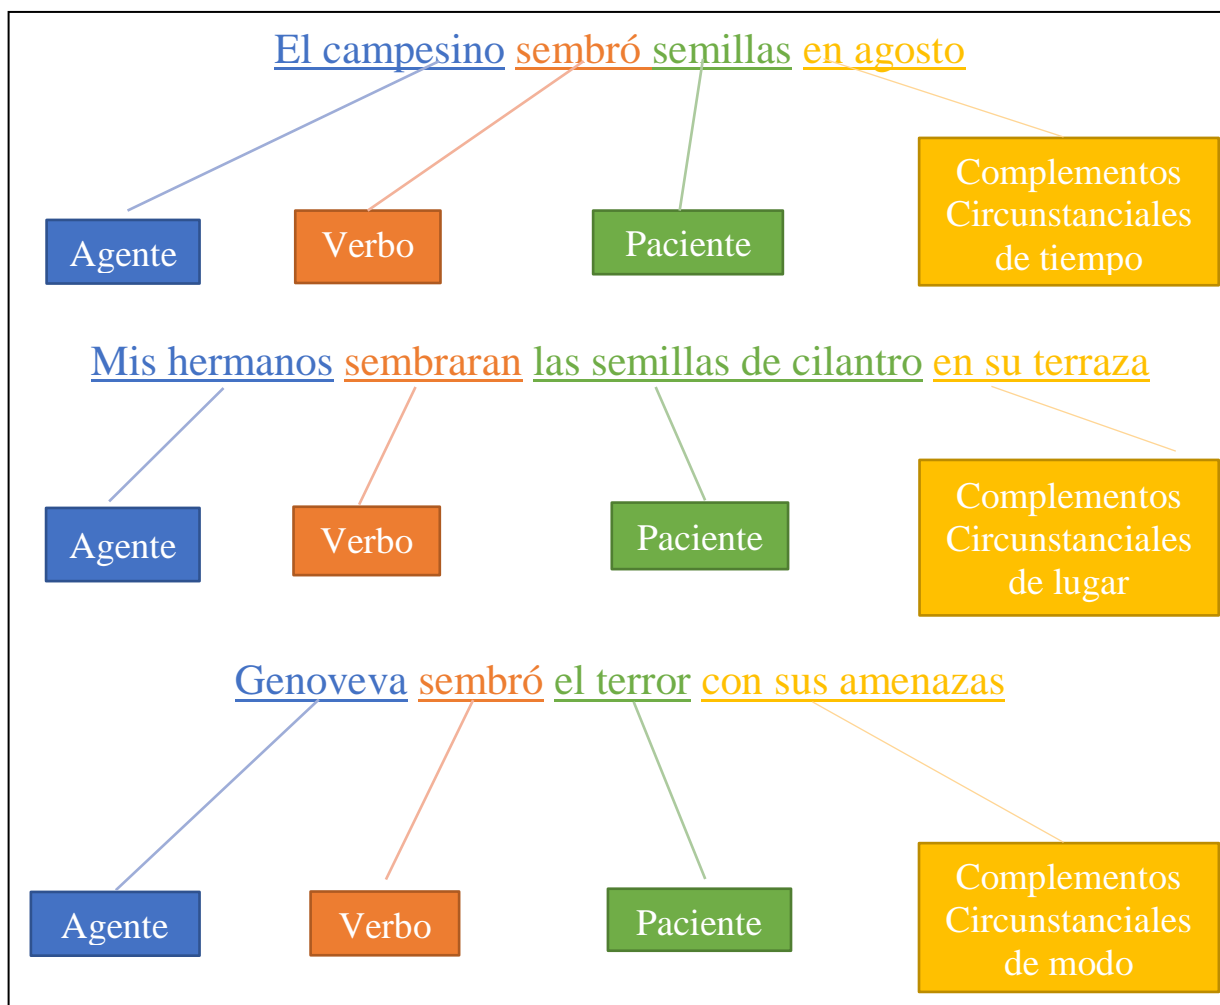 El campesino sembró semillas en agosto
Agente
Verbo
Paciente
Complementos
Circunstanciales
de tiempo
Mis hermanos sembraran las semillas de cilantro en su terraza
Agente
Verbo
Paciente
Complementos
Circunstanciales
de lugar
Genoveva sembró el terror con sus amenazas
Agente
Verbo
Paciente
Complementos
Circunstanciales
de modo